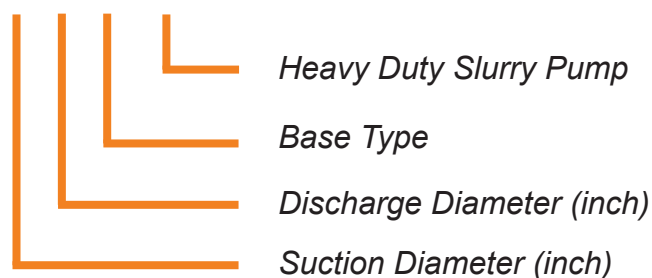 Heavy Duty Slurry Pump
Base Type
Discharge Diameter (inch)
Suction Diameter (inch)